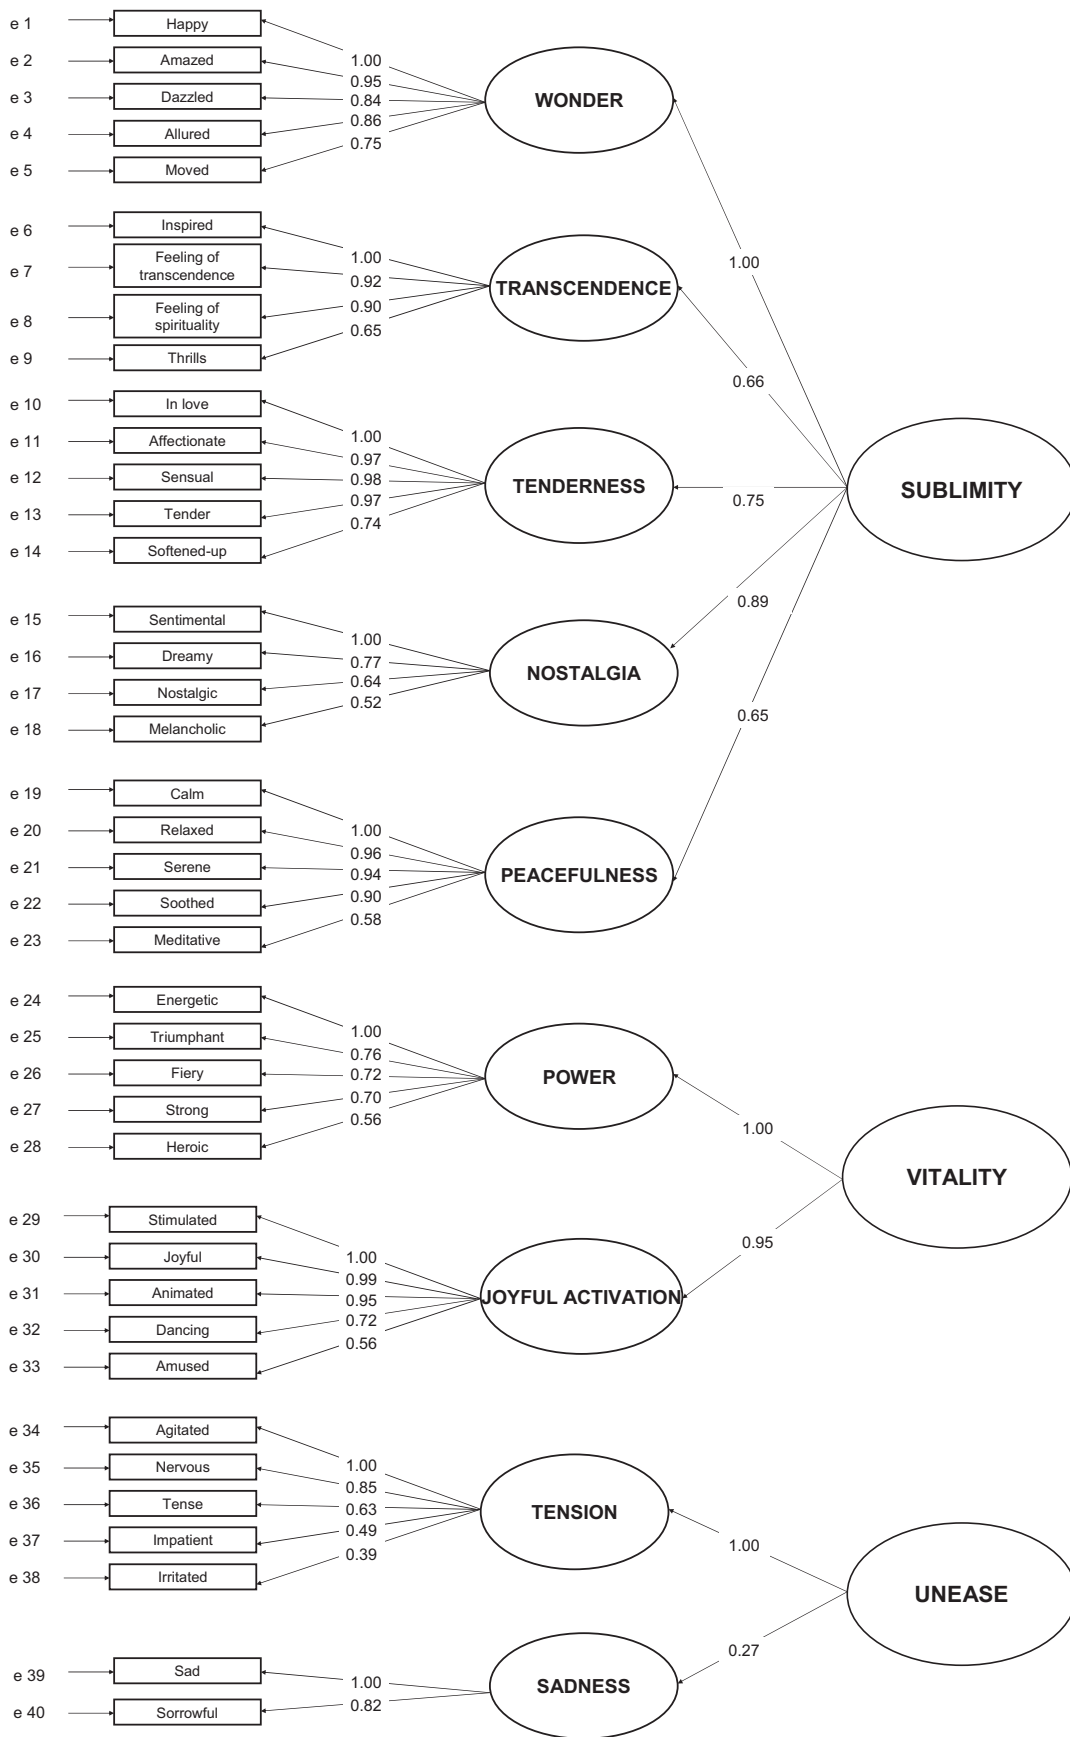 e 1 Happy
1.00
e 2 Amazed
0.95
WONDER
e 3 Dazzled
0.84
e 4 Allured
0.86
e 5 Moved
0.75
e 6 Inspired
1.00
1.00
e 7 Feeling of
transcendence
0.92
TRANSCENDENCE
e 8 Feeling of
spirituality
0.90
e 9 Thrills
0.65
0.66
e 10 In love
1.00
e 11 Affectionate
0.97
e 12 Sensual
0.98
TENDERNESS
0.75
SUBLIMITY
e 13 Tender
0.97
e 14 Softened-up
0.74
0.89
e 15 Sentimental
1.00
e 16 Dreamy
0.77
NOSTALGIA
e 17 Nostalgic
0.64
e 18 Melancholic
0.52
0.65
e 19 Calm
1.00
e 20 Relaxed
0.96
e 21 Serene
0.94
PEACEFULNESS
e 22 Soothed
0.90
e 23 Meditative
0.58
e 24 Energetic
1.00
e 25 Triumphant
0.76
e 26 Fiery
0.72
POWER
e 27 Strong
0.70
e 28 Heroic
0.56
1.00
VITALITY
e 29 Stimulated
1.00
0.95
e 30 Joyful
0.99
e 31 Animated
0.95
JOYFUL ACTIVATION
e 32 Dancing
0.72
e 33 Amused
0.56
e 34 Agitated
1.00
e 35 Nervous
0.85
e 36 Tense
0.63
TENSION
e 37 Impatient
0.49
1.00
e 38 Irritated
0.39
UNEASE
0.27
e 39 Sad
1.00
SADNESS
e 40 Sorrowful
0.82